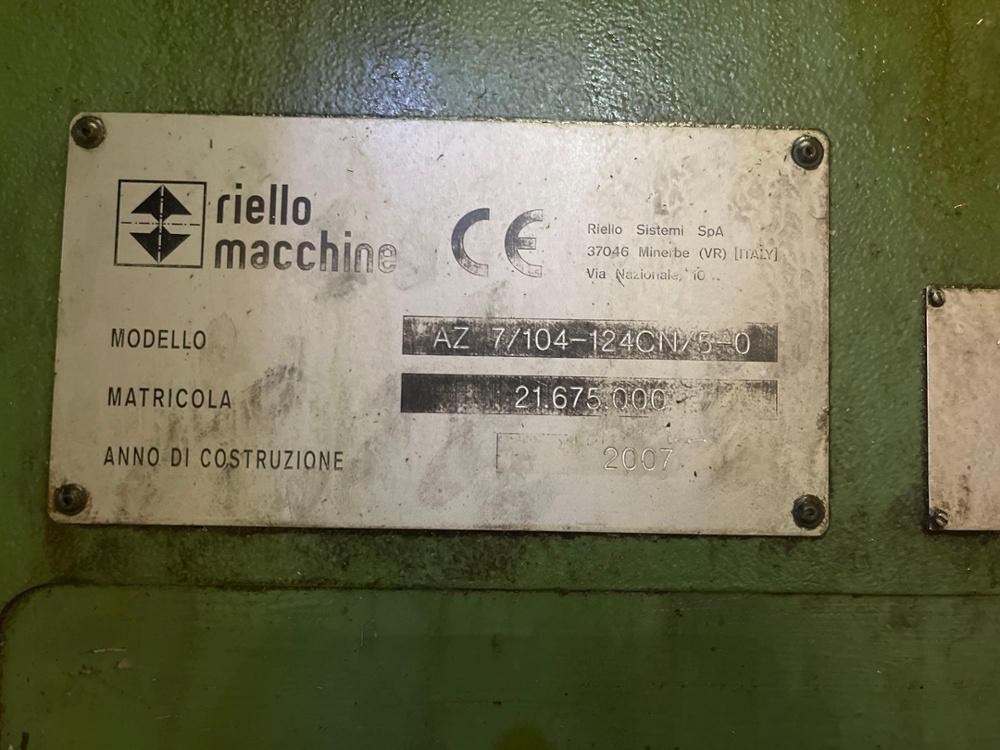 riello
macchine
CE
Riello Sistemi SpA
37046 Minerbe (VR) [ITALY]
Via Nazionale, 10
MODELLO AZ 7/104-124CN/5-0
MATRICOLA 21.675.000
ANNO DI COSTRUZIONE 2007